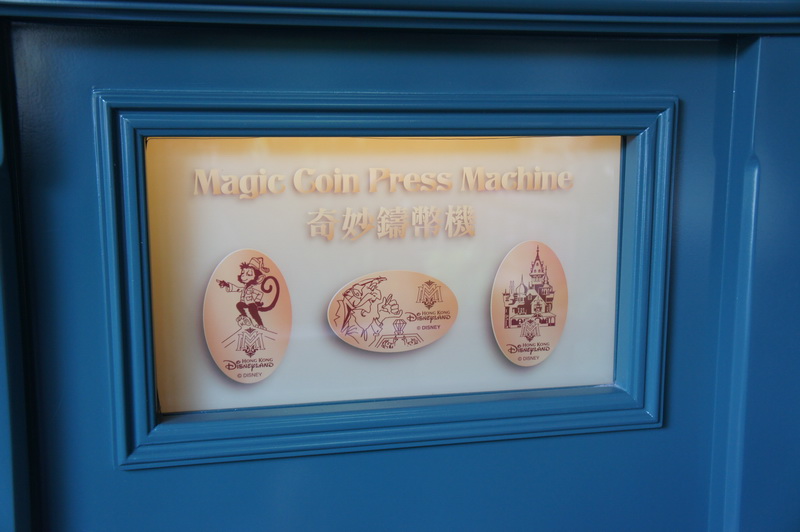 Magic Coin Press Machine
奇妙鑄幣機
HONG KONG
DISNEYLAND
© DISNEY
HONG KONG
DISNEYLAND
© DISNEY
HONG KONG
DISNEYLAND
© DISNEY